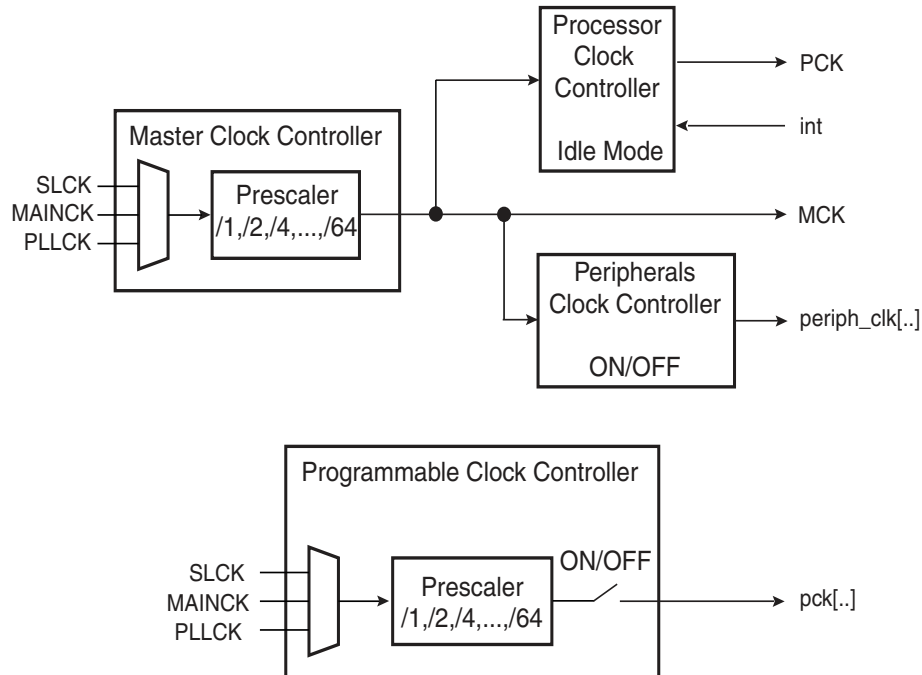 Processor
Clock
Controller
Idle Mode
PCK
int
Master Clock Controller
SLCK
MAINCK
PLLCK
Prescaler
/1,/2,/4,...,/64
MCK
Peripherals
Clock Controller
ON/OFF
periph_clk[..]
Programmable Clock Controller
SLCK
MAINCK
PLLCK
Prescaler
/1,/2,/4,...,/64
ON/OFF
pck[..]